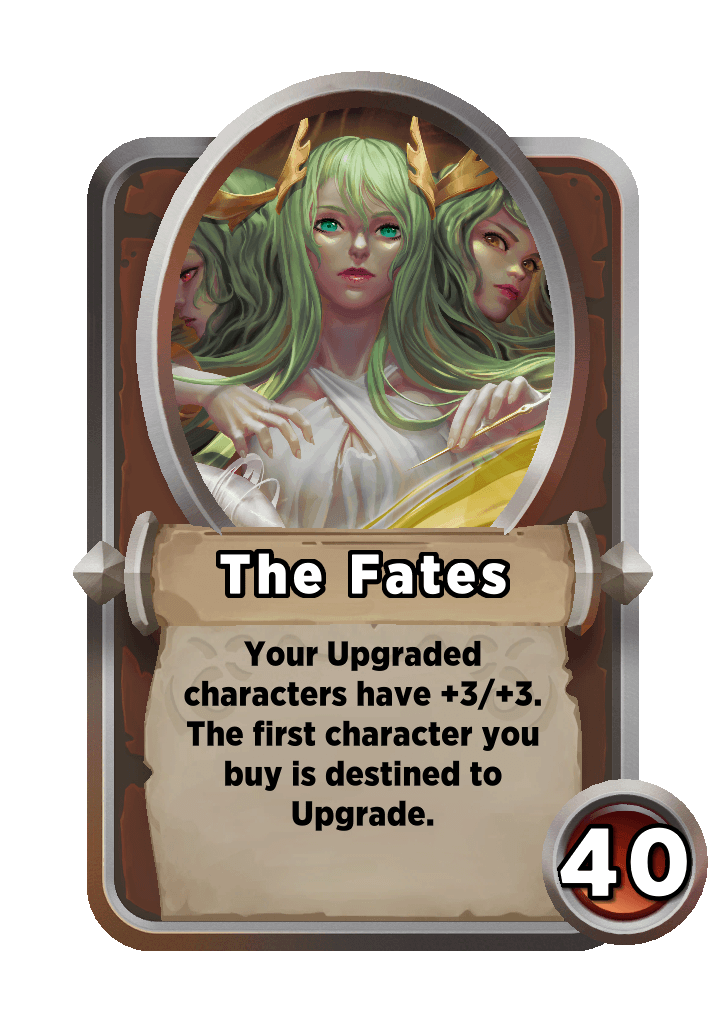 The Fates
Your Upgraded
characters have +3/+3.
The first character you
buy is destined to
Upgrade.
40